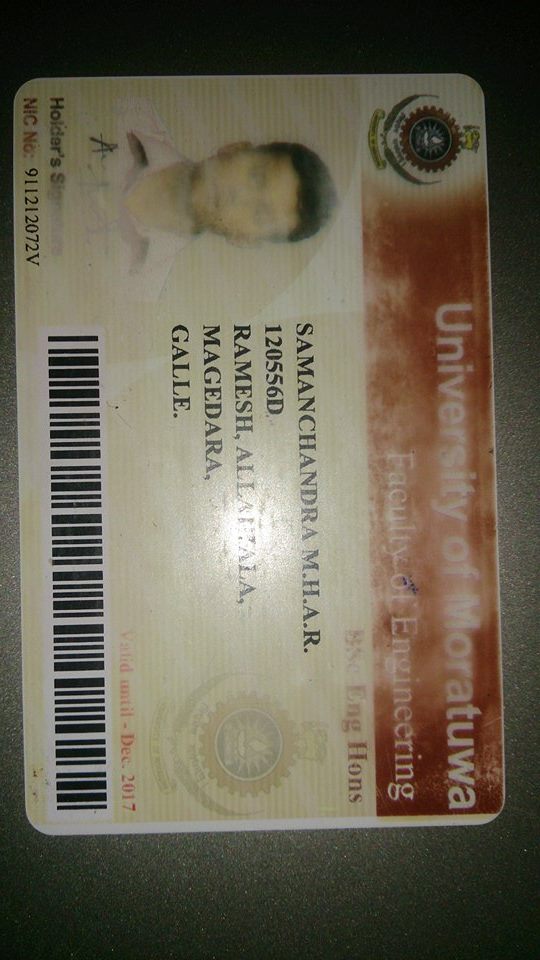 University of Moratuwa
Faculty of Engineering
BSc Eng Hons
SAMANCHANDRA M.H.A.R.
120556D
RAMESH,
MAGEDARA,
GALLE.
Valid until - Dec. 2017
Holder's Signature
NIC No: 911212072V